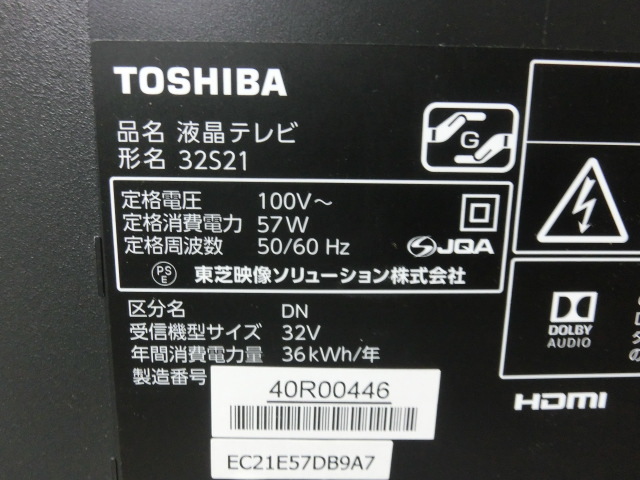 TOSHIBA
品名 液晶テレビ
形名 32S21
G
定格電圧 100V～
定格消費電力 57W
定格周波数 50/60 Hz
JQA
PSE 東芝映像ソリューション株式会社
区分名 DN
受信機型サイズ 32V
年間消費電力量 36kWh/年
製造番号
40R00446
EC21E57DB9A7
DOLBY
AUDIO
HDMI